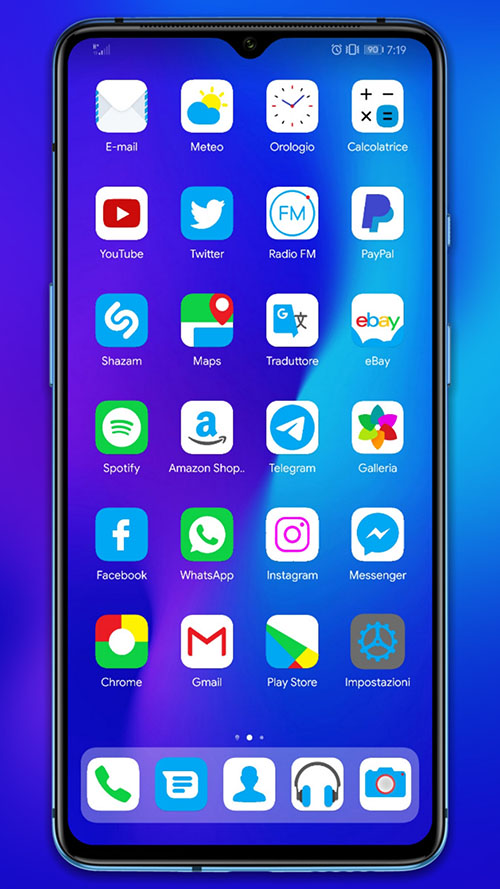 90 7:19
E-mail Meteo Orologio Calcolatrice
YouTube Twitter FM Radio FM PayPal
Shazam Maps G 文 Traduttore ebay eBay
Spotify a Amazon Shop.. Telegram Galleria
f Facebook WhatsApp Instagram Messenger
Chrome Gmail Play Store Impostazioni